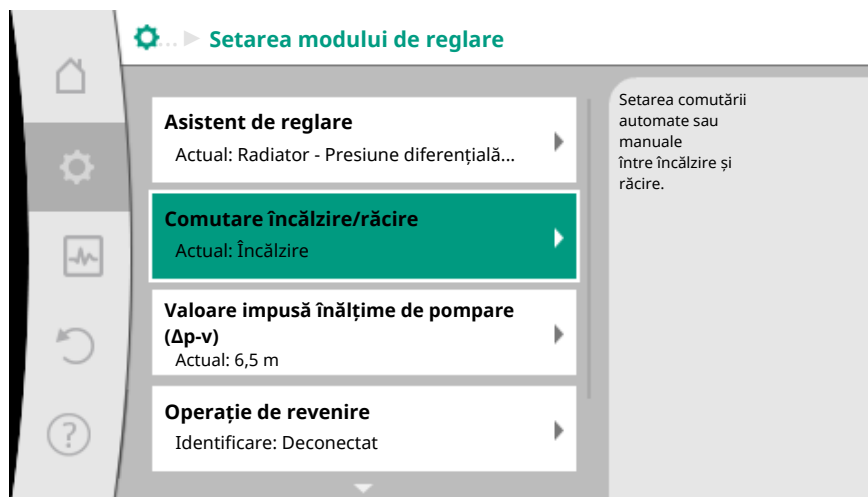 ... Setarea modului de reglare
Asistent de reglare
Actual: Radiator - Presiune diferențială...
Comutare încălzire/răcire
Actual: Încălzire
Valoare impusă înălțime de pompare
(Δp-v)
Actual: 6,5 m
Operație de revenire
Identificare: Deconectat
Setarea comutării
automate sau
manuale
între încălzire și
răcire.
?